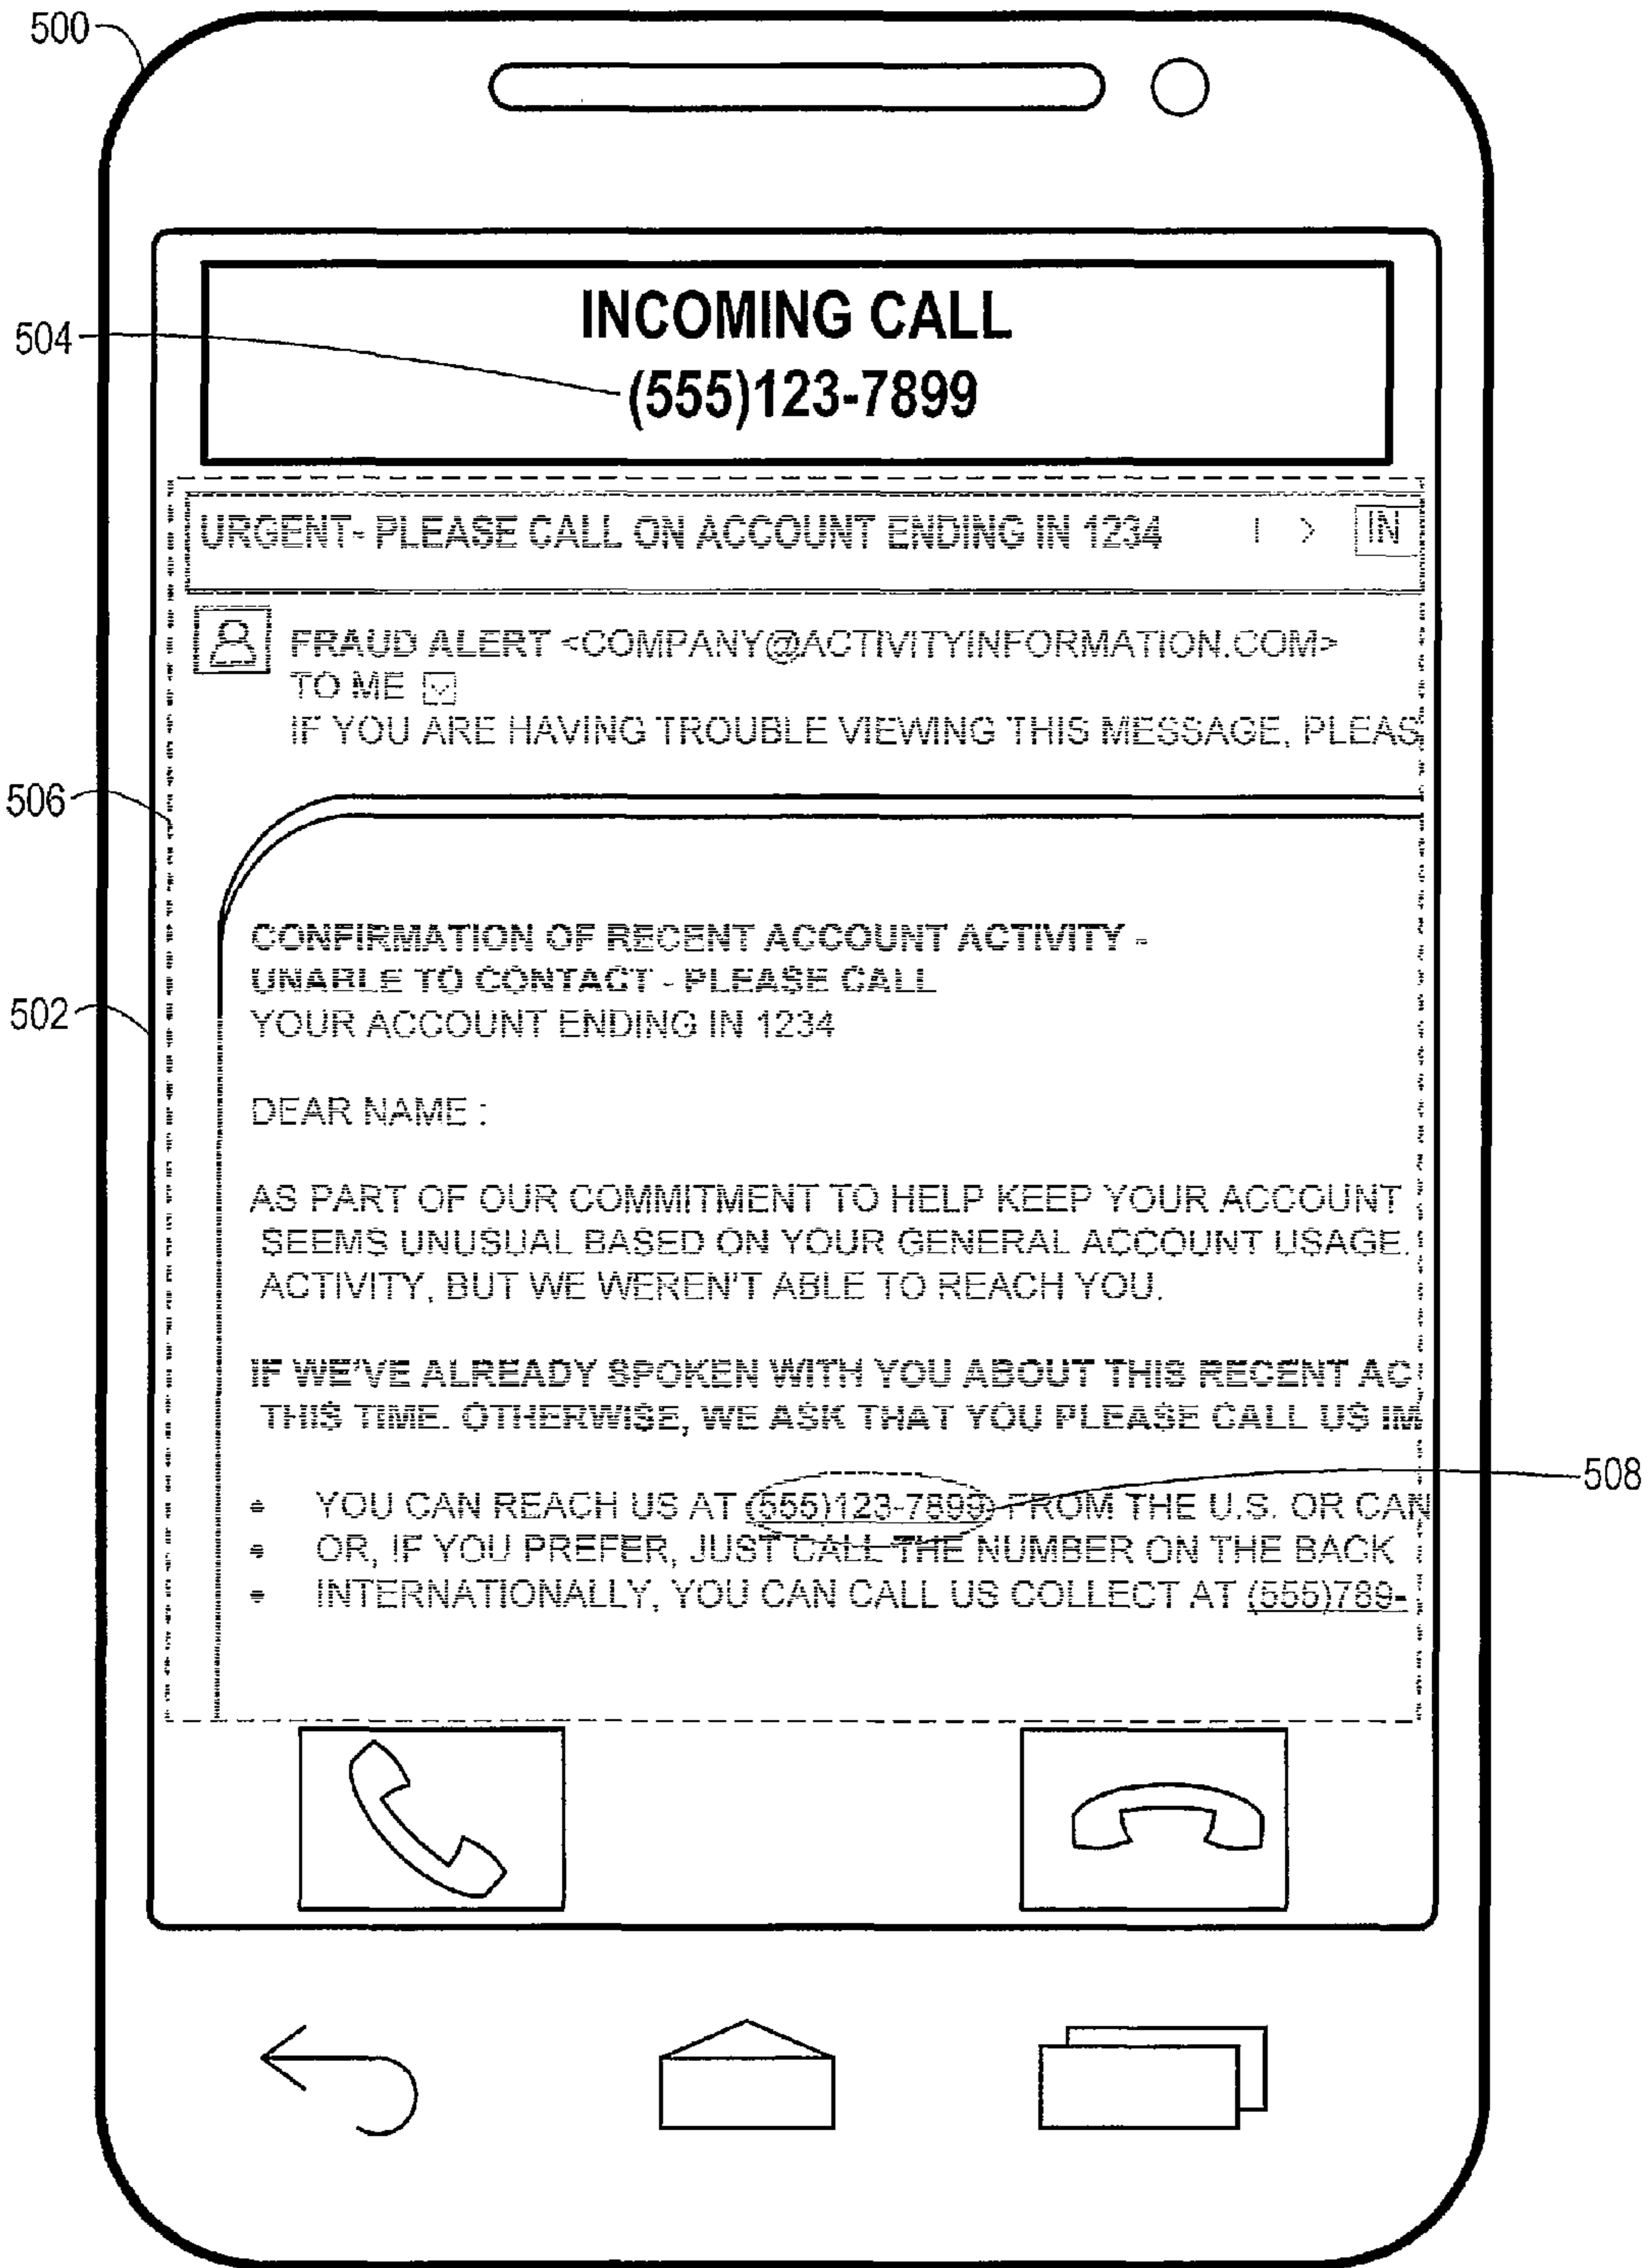 500
INCOMING CALL
504
(555)123-7899
URGENT- PLEASE CALL ON ACCOUNT ENDING IN 1234 | > IN
FRAUD ALERT <COMPANY@ACTIVITYINFORMATION.COM>
TO ME
IF YOU ARE HAVING TROUBLE VIEWING THIS MESSAGE, PLEAS
506
CONFIRMATION OF RECENT ACCOUNT ACTIVITY -
UNABLE TO CONTACT - PLEASE CALL
502
YOUR ACCOUNT ENDING IN 1234
DEAR NAME :
AS PART OF OUR COMMITMENT TO HELP KEEP YOUR ACCOUNT
SEEMS UNUSUAL BASED ON YOUR GENERAL ACCOUNT USAGE.
ACTIVITY, BUT WE WEREN'T ABLE TO REACH YOU.
IF WE'VE ALREADY SPOKEN WITH YOU ABOUT THIS RECENT AC
THIS TIME. OTHERWISE, WE ASK THAT YOU PLEASE CALL US IM
508
• YOU CAN REACH US AT (555)123-7899 FROM THE U.S. OR CAN
• OR, IF YOU PREFER, JUST CALL THE NUMBER ON THE BACK
• INTERNATIONALLY, YOU CAN CALL US COLLECT AT (555)789-